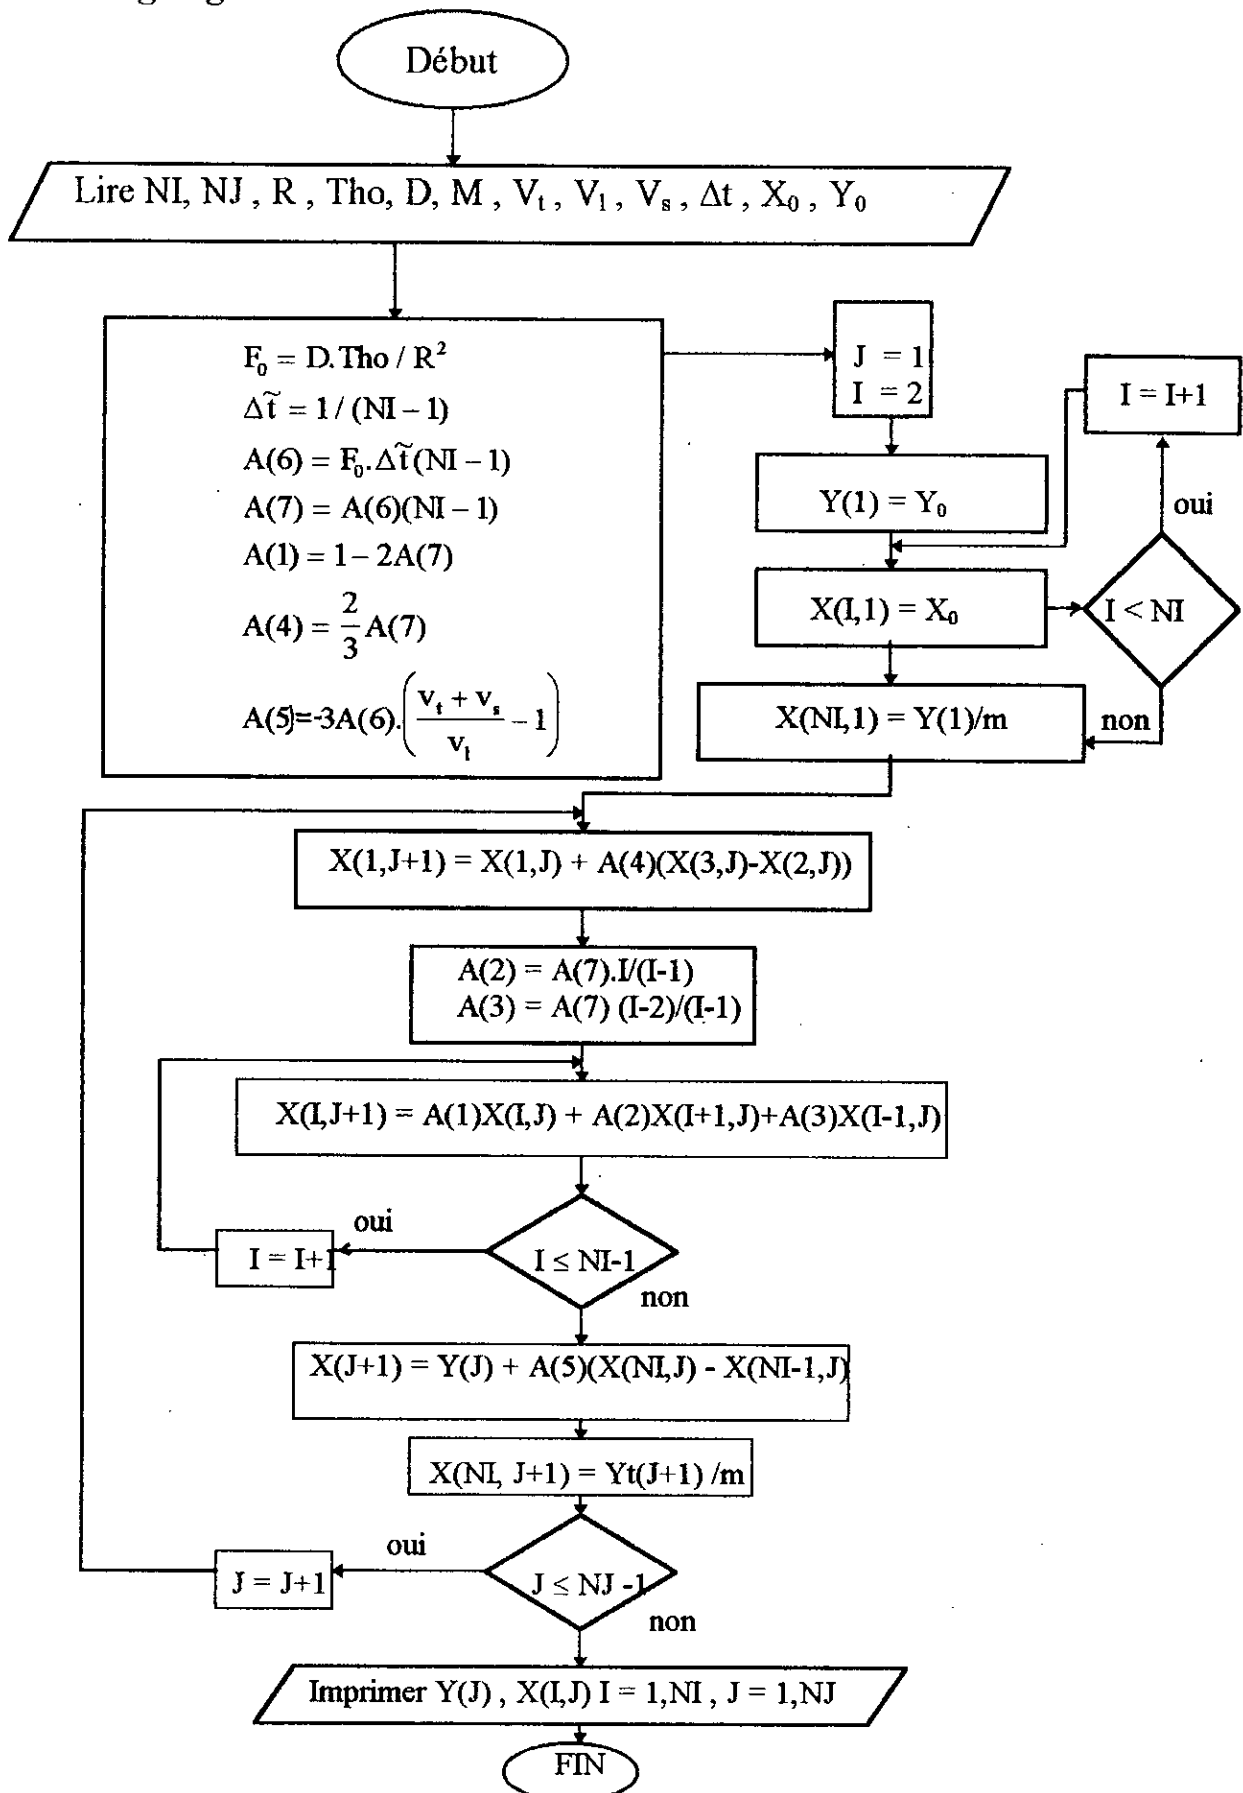 Début
Lire NI, NJ , R , Tho, D, M , Vt , Vl , Vs , Δt , X0 , Y0
F0 = D.Tho / R²
Δt̃ = 1 / (NI – 1)
A(6) = F0.Δt̃(NI – 1)
A(7) = A(6)(NI – 1)
A(1) = 1 – 2A(7)
A(4) = 2/3 A(7)
A(5)=-3A(6).((vt + vs)/vl – 1)
J = 1
I = 2
I = I+1
Y(1) = Y0
oui
X(I,1) = X0
I < NI
X(NI,1) = Y(1)/m
non
X(1,J+1) = X(1,J) + A(4)(X(3,J)-X(2,J))
A(2) = A(7).I/(I-1)
A(3) = A(7) (I-2)/(I-1)
X(I,J+1) = A(1)X(I,J) + A(2)X(I+1,J)+A(3)X(I-1,J)
oui
I = I+1
I ≤ NI-1
non
X(J+1) = Y(J) + A(5)(X(NI,J) - X(NI-1,J)
X(NI, J+1) = Yt(J+1) /m
oui
J = J+1
J ≤ NJ -1
non
Imprimer Y(J) , X(I,J) I = 1,NI , J = 1,NJ
FIN